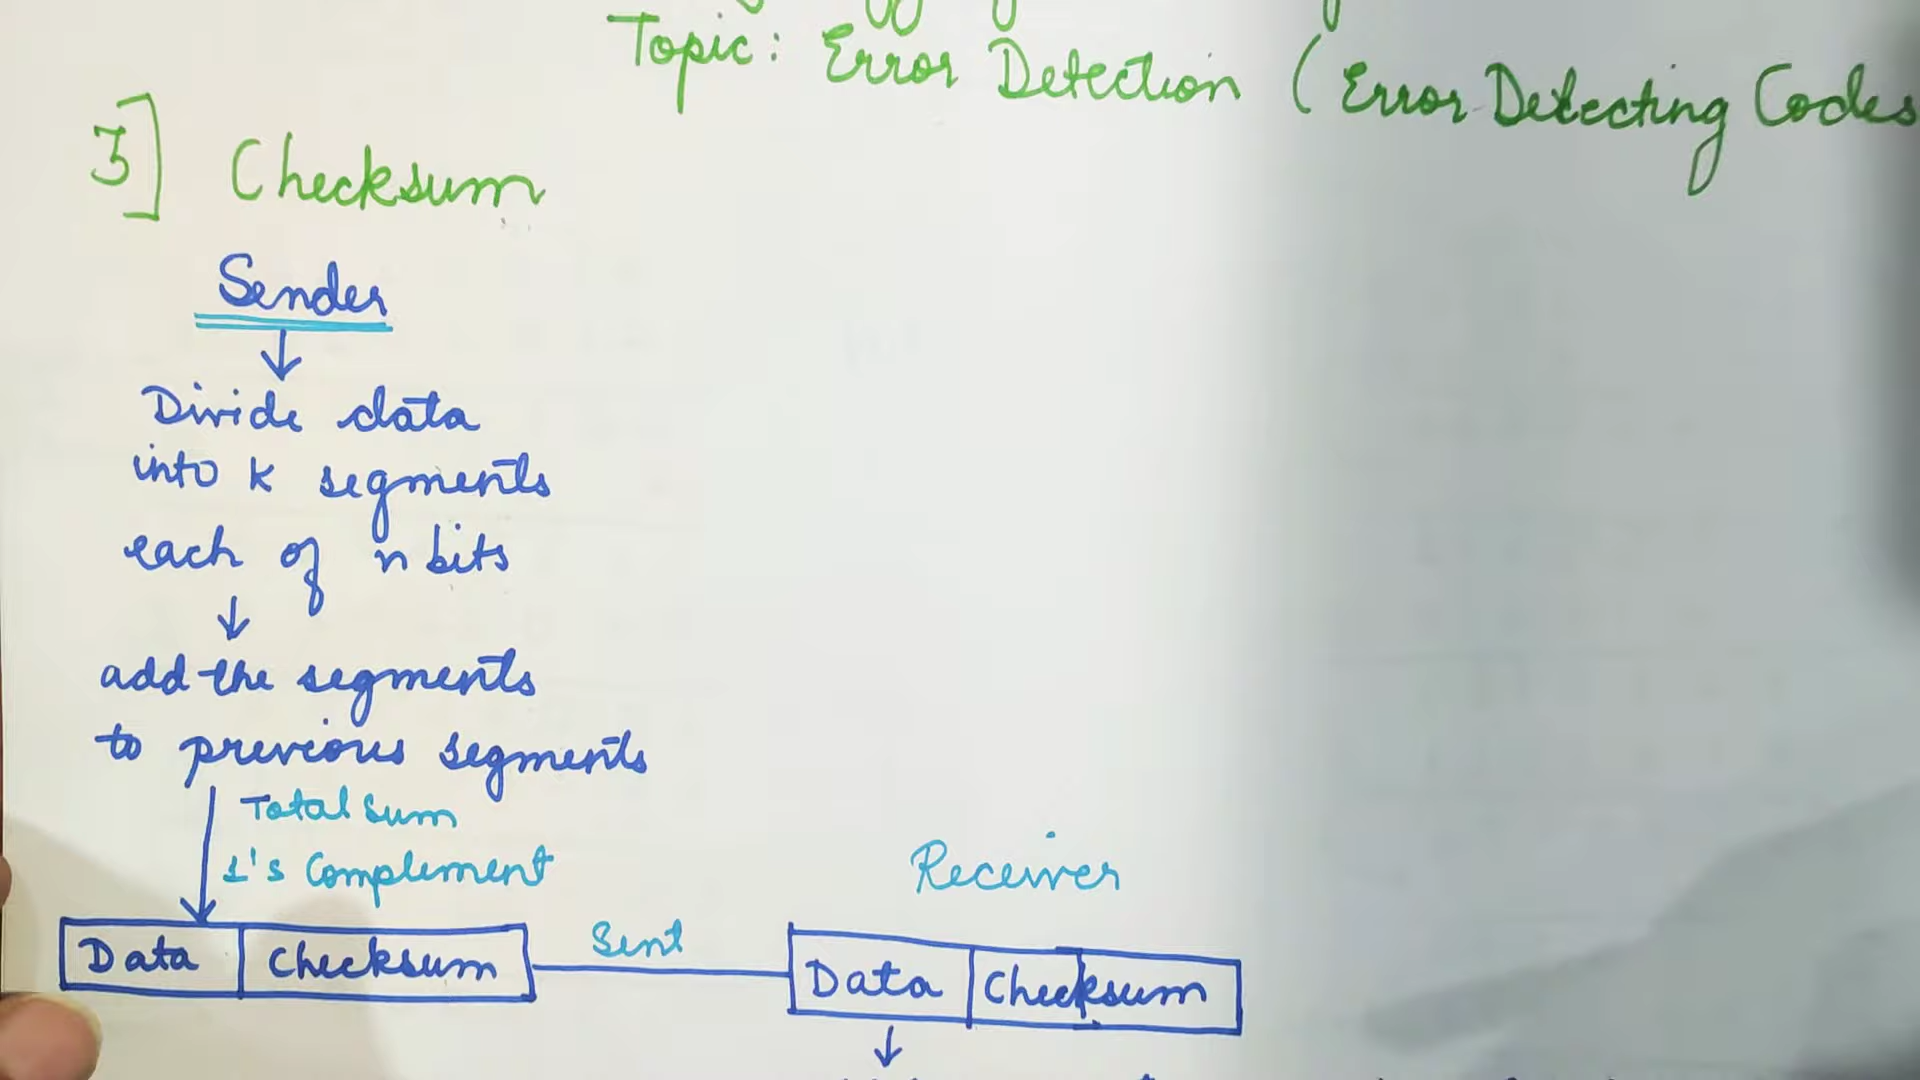 Topic: Error Detection (Error Detecting Codes
3] Checksum
Sender
↓
Divide data
into k segments
each of n bits
↓
add the segments
to previous segments
Total sum
1's Complement
Receiver
Data Checksum
Sent
Data Checksum
↓